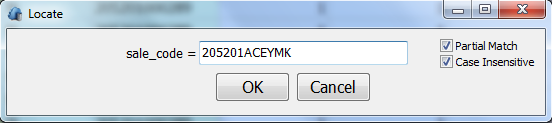 Locate
sale_code = 205201ACEYMK
Partial Match
Case Insensitive
OK
Cancel